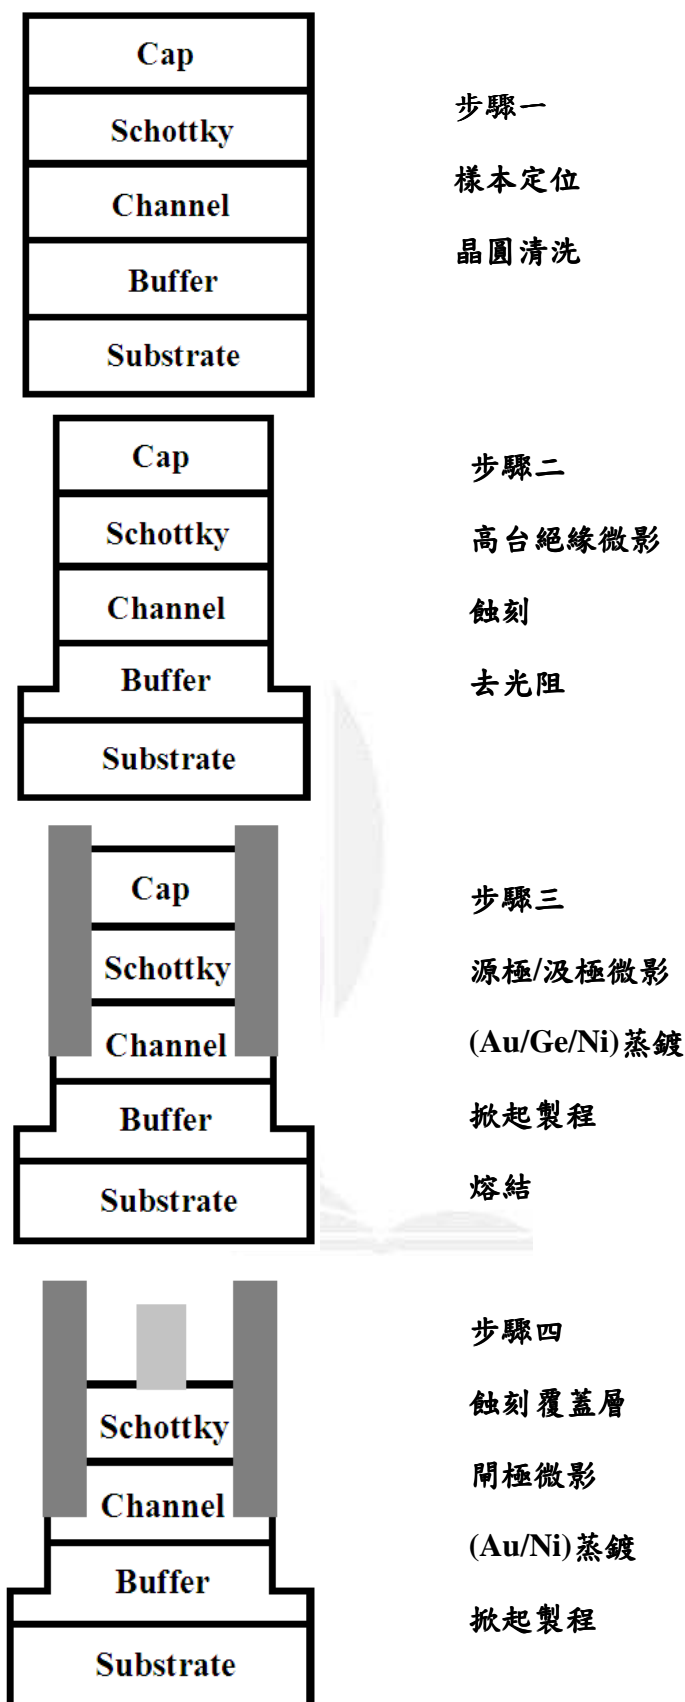 Cap
Schottky
Channel
Buffer
Substrate
步驟一
樣本定位
晶圓清洗
Cap
Schottky
Channel
Buffer
Substrate
步驟二
高台絕緣微影
蝕刻
去光阻
Cap
Schottky
Channel
Buffer
Substrate
步驟三
源極/汲極微影
(Au/Ge/Ni)蒸鍍
掀起製程
熔結
Schottky
Channel
Buffer
Substrate
步驟四
蝕刻覆蓋層
閘極微影
(Au/Ni)蒸鍍
掀起製程